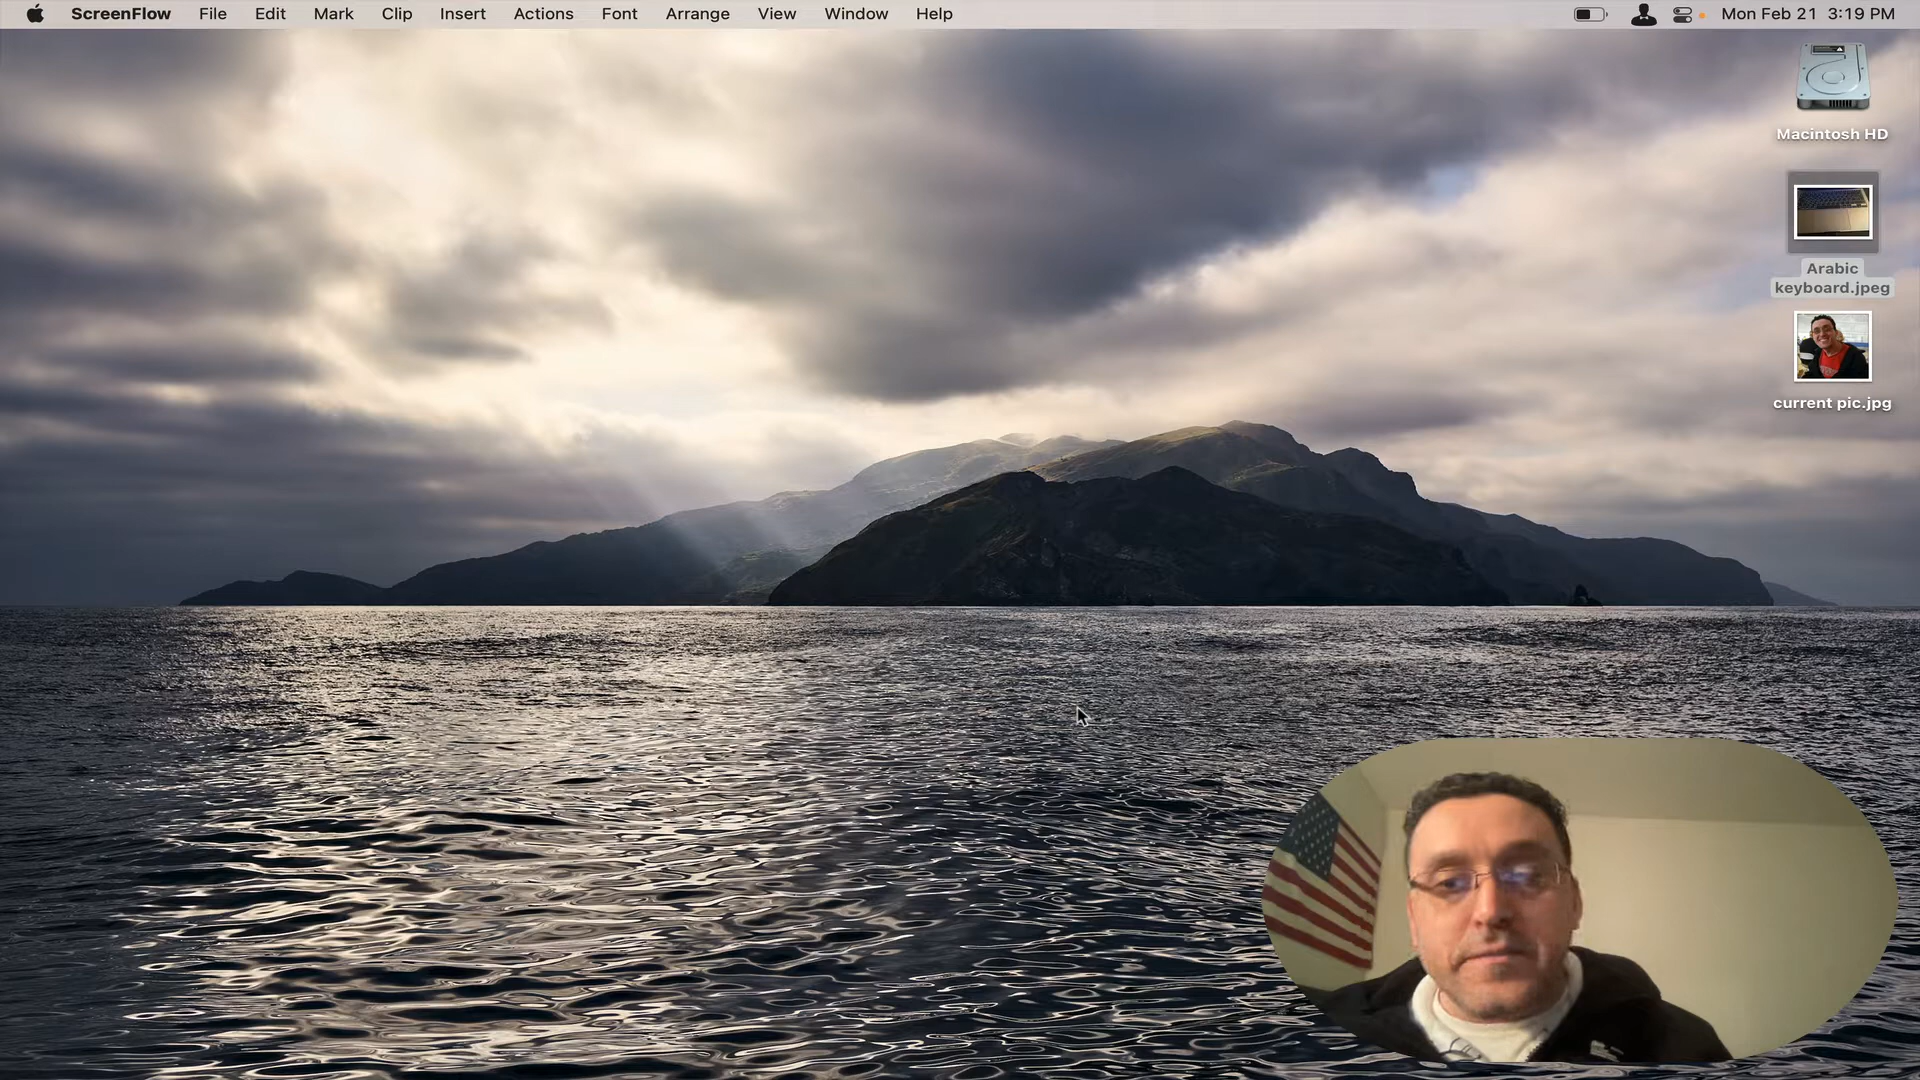 ScreenFlow File Edit Mark Clip Insert Actions Font Arrange View Window Help Mon Feb 21 3:19 PM
Macintosh HD
Arabic
keyboard.jpeg
current pic.jpg